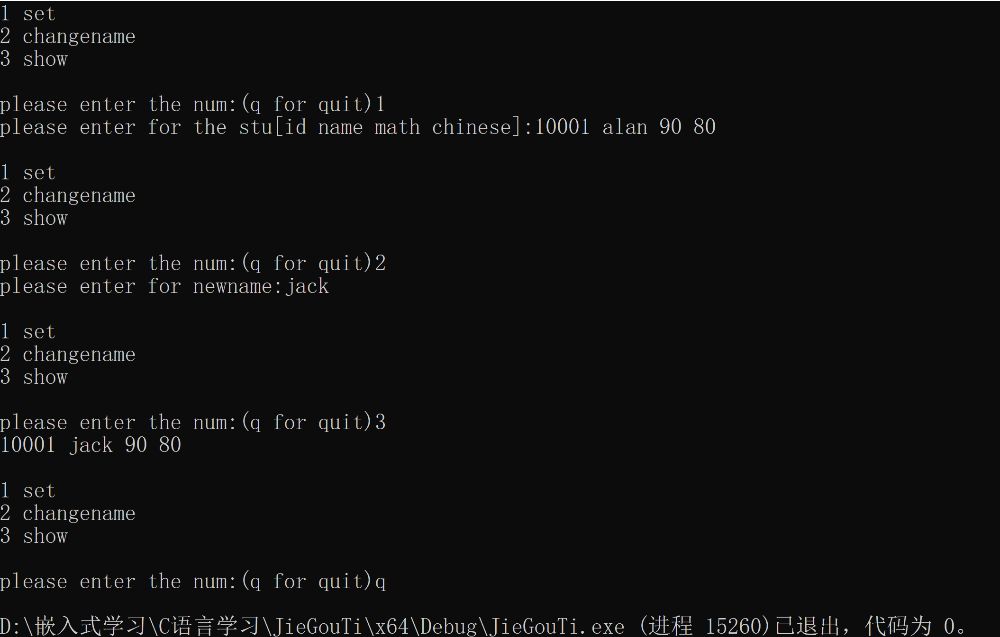 1 set
2 changename
3 show
please enter the num:(q for quit)1
please enter for the stu[id name math chinese]:10001 alan 90 80
1 set
2 changename
3 show
please enter the num:(q for quit)2
please enter for newname:jack
1 set
2 changename
3 show
please enter the num:(q for quit)3
10001 jack 90 80
1 set
2 changename
3 show
please enter the num:(q for quit)q
D:\嵌入式学习\C语言学习\JieGouTi\x64\Debug\JieGouTi.exe (进程 15260)已退出，代码为 0。